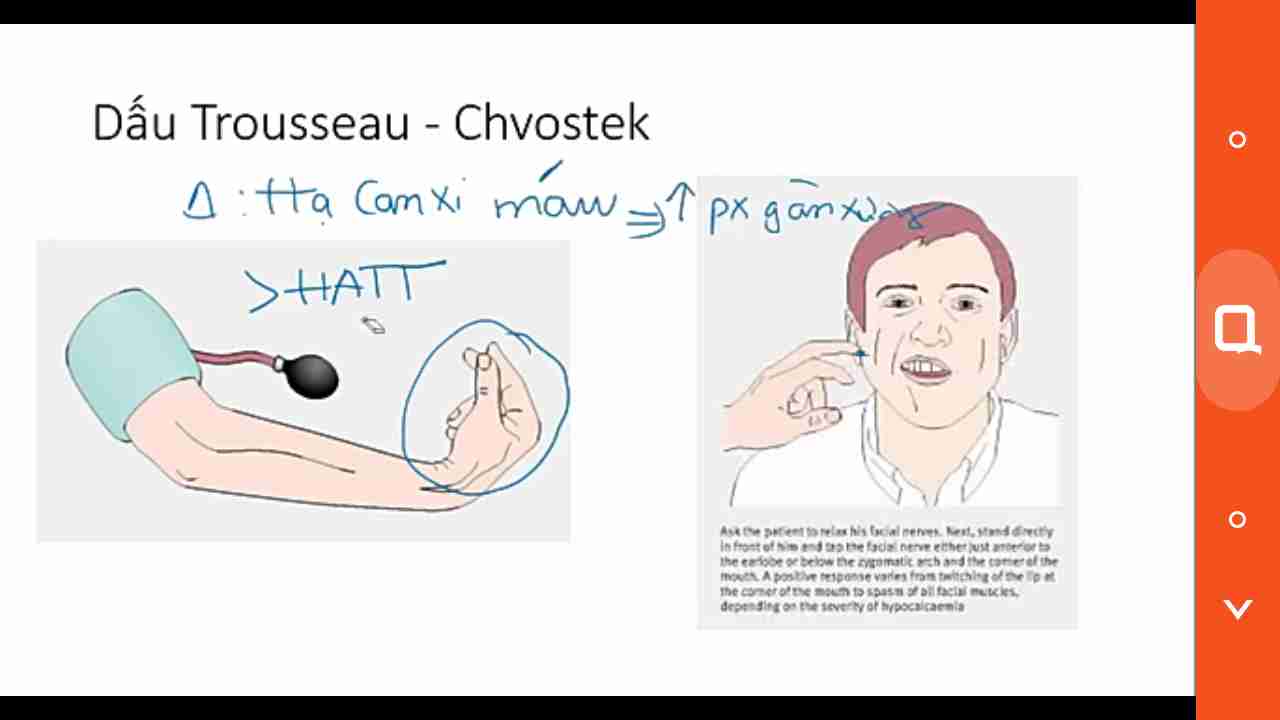 Dấu Trousseau - Chvostek
Δ : Hạ Canxi máu ⇒ ↑ px gân xương
> HATT
Ask the patient to relax his facial nerves. Next, stand directly
in front of him and tap the facial nerve either just anterior to
the earlobe or below the zygomatic arch and the corner of the
mouth. A positive response varies from twitching of the lip at
the corner of the mouth to spasm of all facial muscles,
depending on the severity of hypocalcaemia